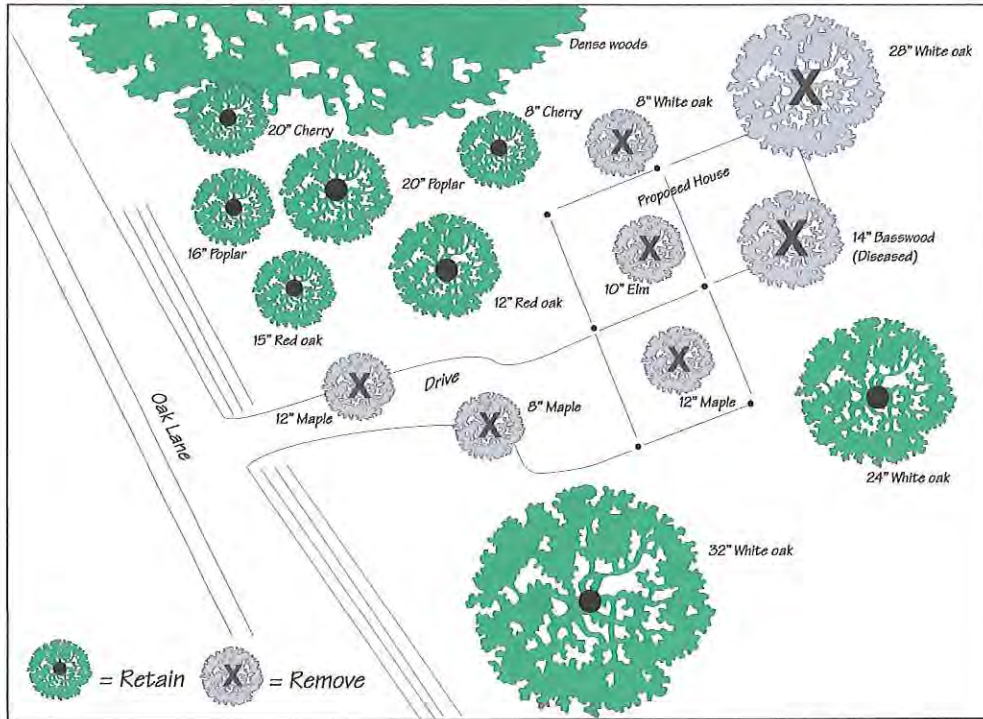 Dense woods
28" White oak
8" White oak
8" Cherry
20" Cherry
Proposed House
20" Poplar
14" Basswood
(Diseased)
16" Poplar
10" Elm
12" Red oak
15" Red oak
Drive
12" Maple
8" Maple
12" Maple
Oak Lane
24" White oak
32" White oak
X = Remove
= Retain